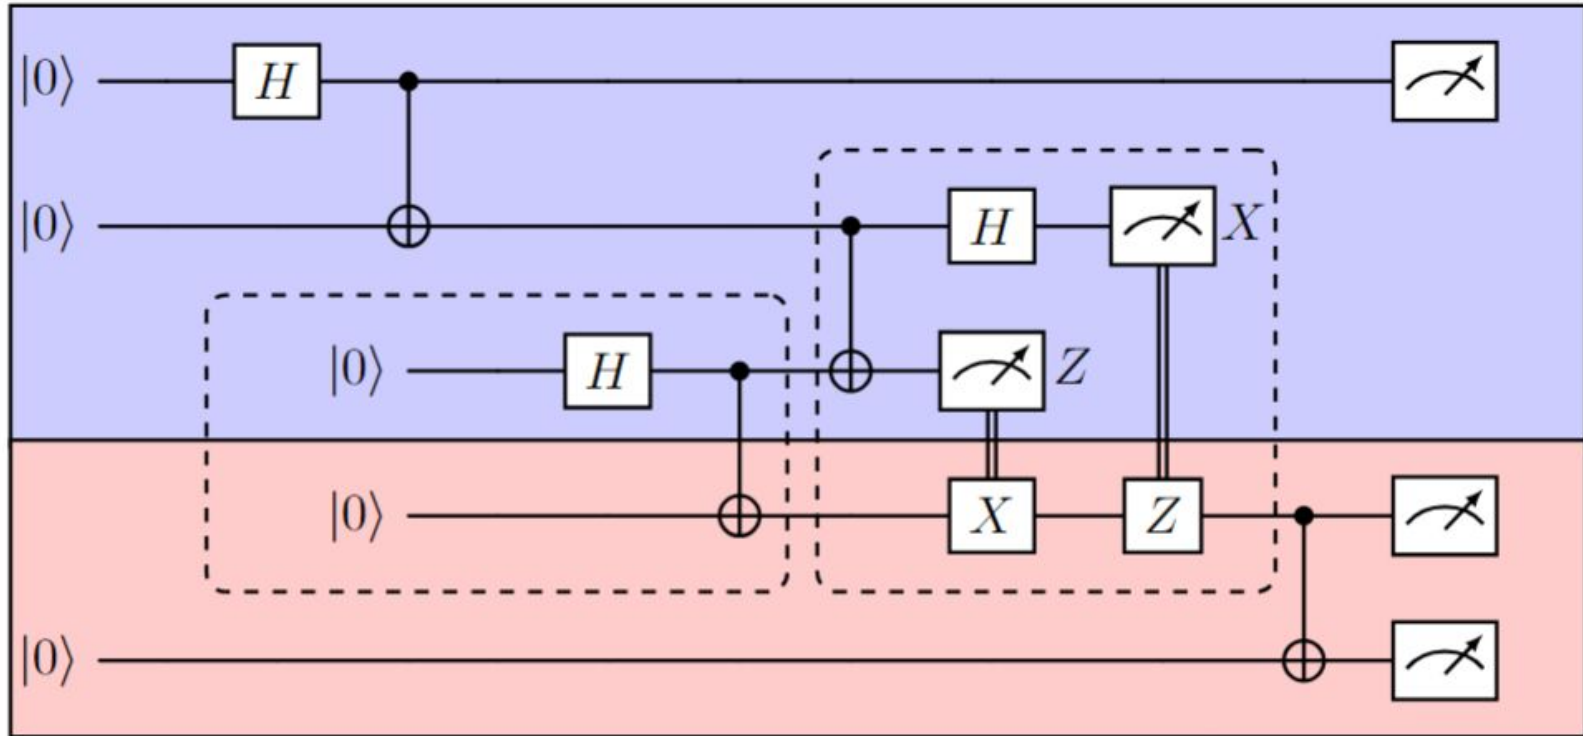 |0⟩ H
|0⟩ H X
|0⟩ H Z
|0⟩ X Z
|0⟩